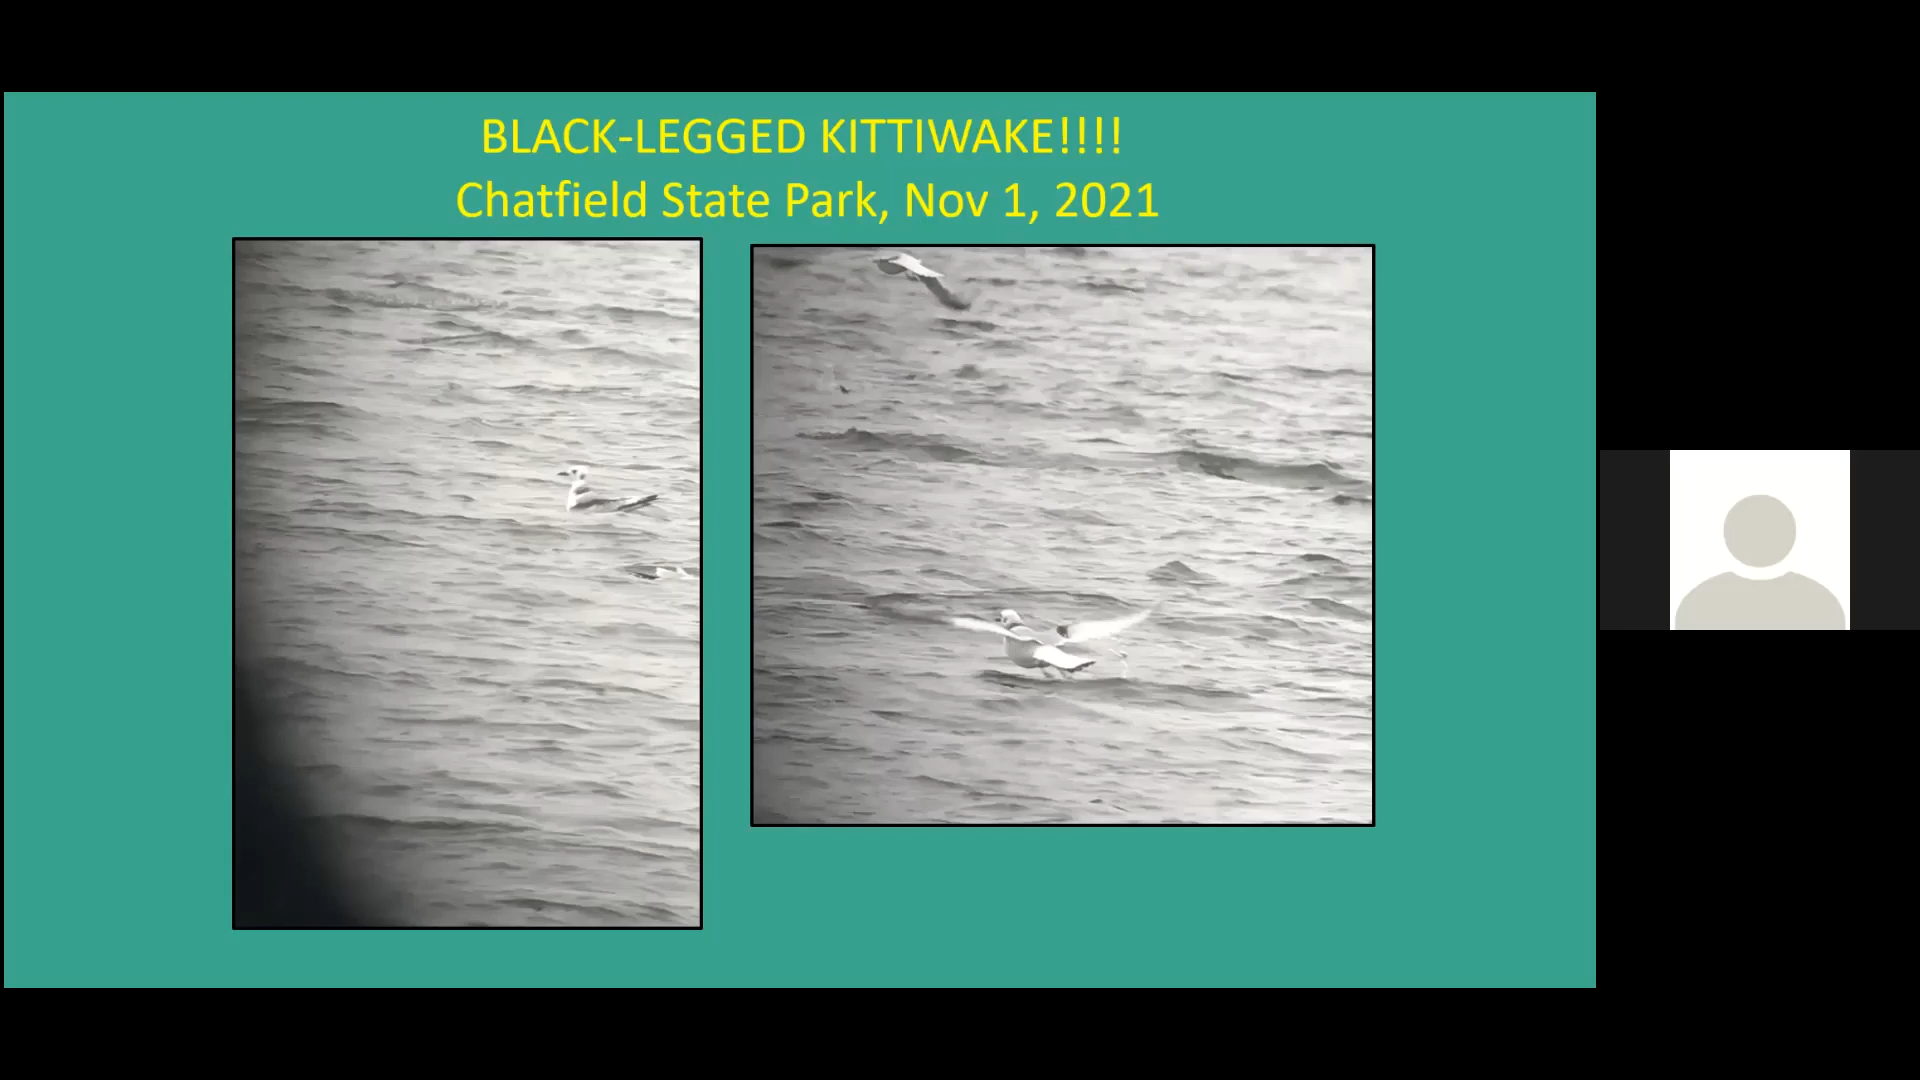 BLACK-LEGGED KITTIWAKE!!!!
Chatfield State Park, Nov 1, 2021